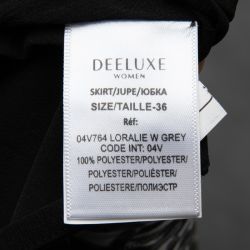 DEELUXE
WOMEN
SKIRT/JUPE/ЮБКА
SIZE/TAILLE-36
Réf:
04V764 LORALIE W GREY
CODE INT: 04V
100% POLYESTER/POLYESTER/
POLYESTER/POLIÉSTER/
POLIESTERE/ПОЛИЭСТР